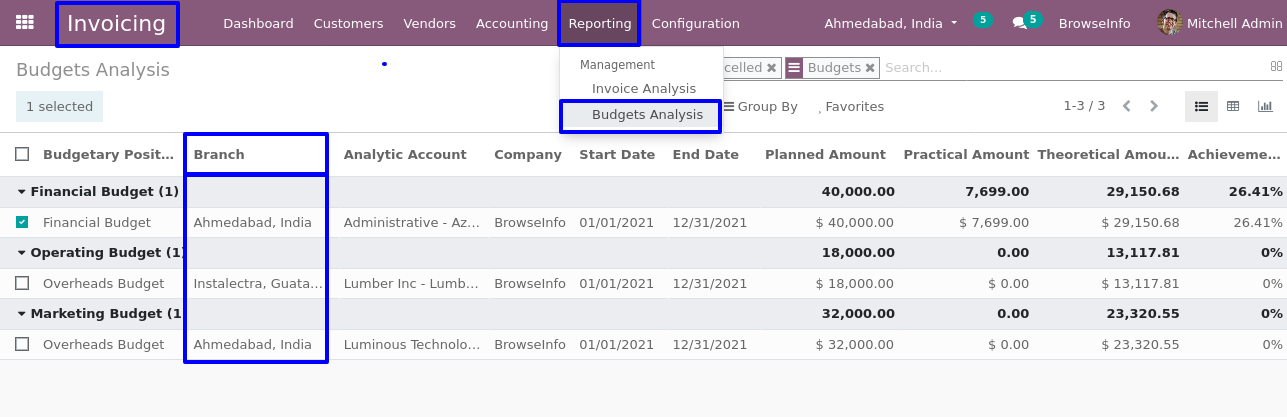 Invoicing Dashboard Customers Vendors Accounting Reporting Configuration Ahmedabad, India 5 5 BrowseInfo Mitchell Admin
Budgets Analysis
Management
Invoice Analysis
Budgets Analysis
celled Budgets Search...
1 selected
Group By Favorites 1-3 / 3
Budgetary Posit... Branch Analytic Account Company Start Date End Date Planned Amount Practical Amount Theoretical Amou... Achieveme...
Financial Budget (1) 40,000.00 7,699.00 29,150.68 26.41%
Financial Budget Ahmedabad, India Administrative - Az... BrowseInfo 01/01/2021 12/31/2021 $ 40,000.00 $ 7,699.00 $ 29,150.68 26.41%
Operating Budget (1) 18,000.00 0.00 13,117.81 0%
Overheads Budget Instalectra, Guata... Lumber Inc - Lumb... BrowseInfo 01/01/2021 12/31/2021 $ 18,000.00 $ 0.00 $ 13,117.81 0%
Marketing Budget (1 32,000.00 0.00 23,320.55 0%
Overheads Budget Ahmedabad, India Luminous Technolo... BrowseInfo 01/01/2021 12/31/2021 $ 32,000.00 $ 0.00 $ 23,320.55 0%